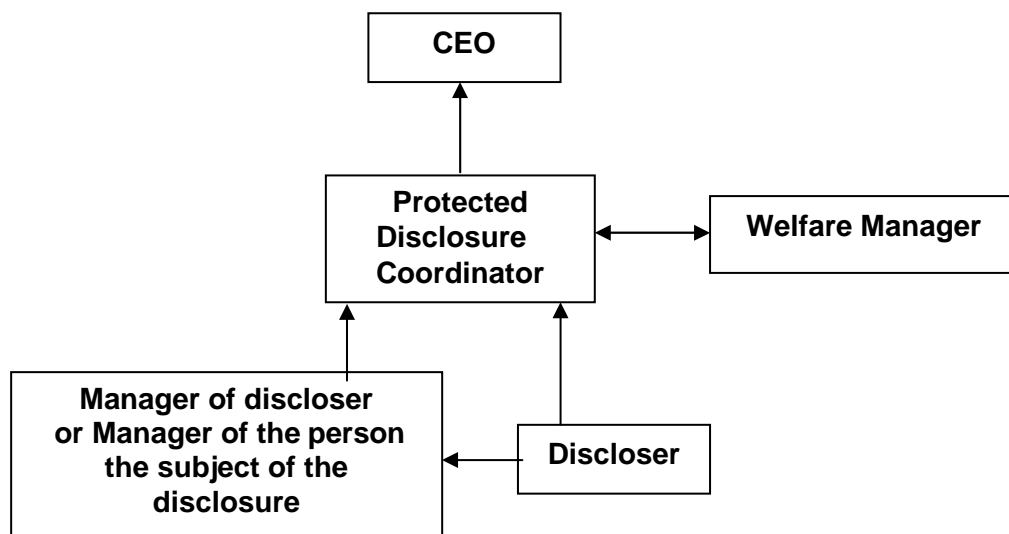 CEO
Protected
Disclosure
Coordinator
Welfare Manager
Manager of discloser
or Manager of the person
the subject of the
disclosure
Discloser